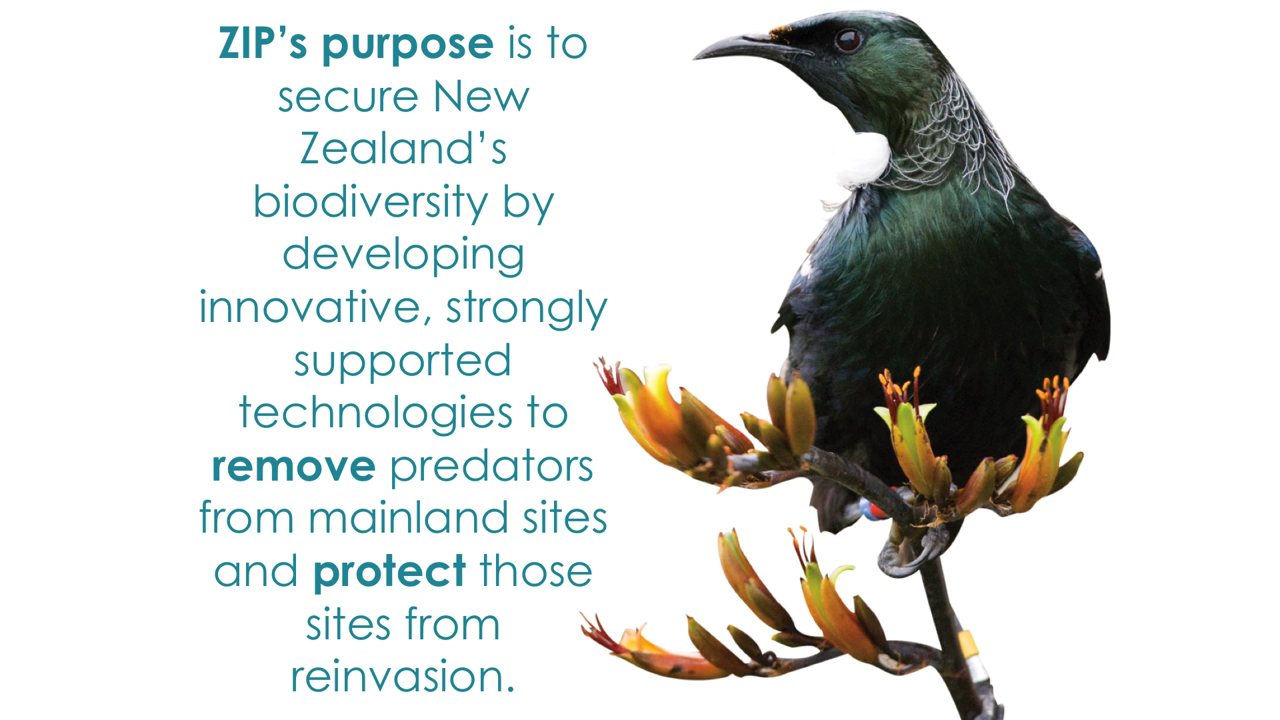 ZIP’s purpose is to
secure New
Zealand’s
biodiversity by
developing
innovative, strongly
supported
technologies to
remove predators
from mainland sites
and protect those
sites from
reinvasion.